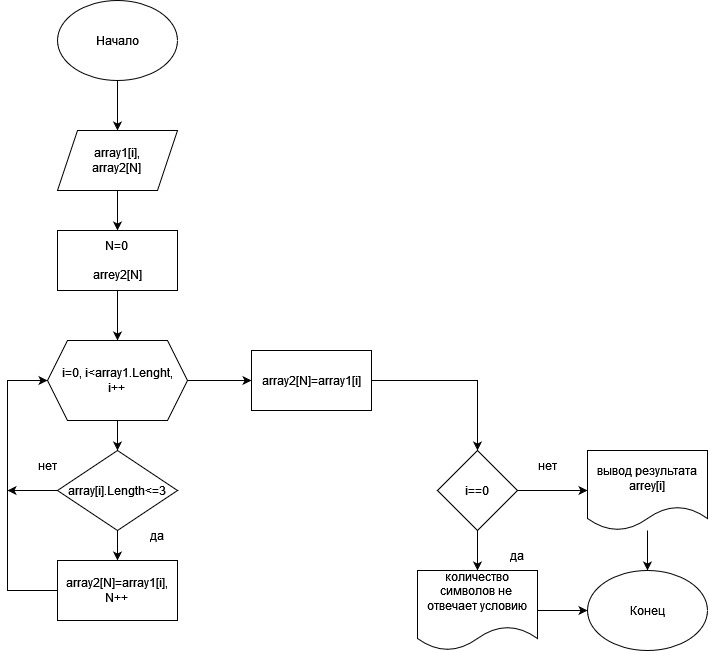 Начало
array1[i],
array2[N]
N=0
arrey2[N]
i=0, i<array1.Lenght,
i++
array2[N]=array1[i]
нет
array[i].Length<=3
да
array2[N]=array1[i],
N++
i==0
нет
вывод результата
arrey[i]
да
количество
символов не
отвечает условию
Конец